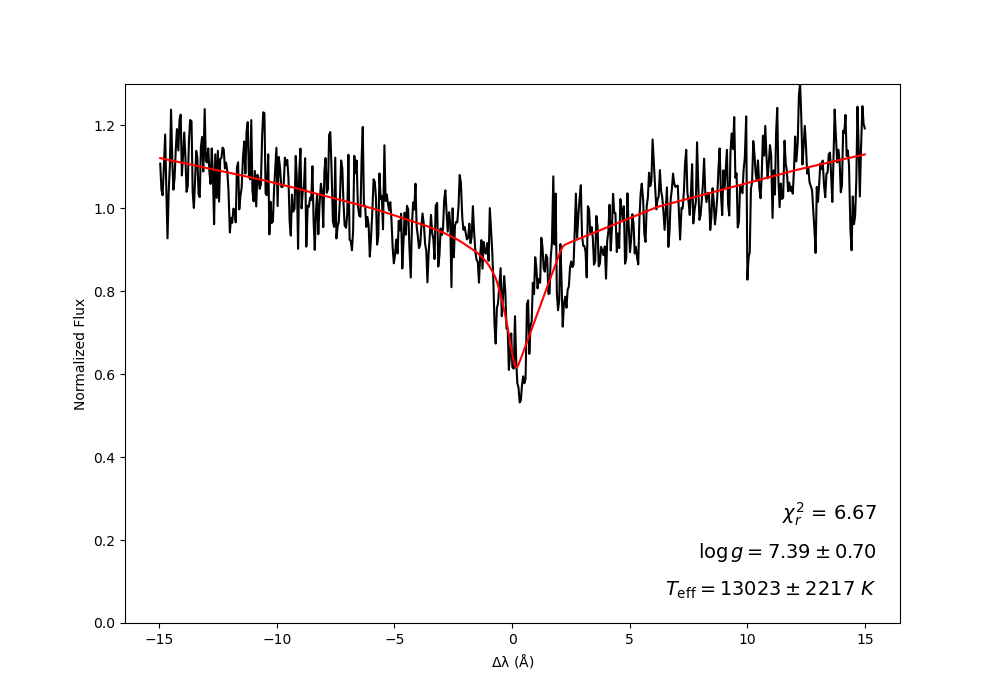 1.2
1.0
0.8
0.6
0.4
0.2
0.0
Normalized Flux
χ²ᵣ = 6.67
log g = 7.39 ± 0.70
T_eff = 13023 ± 2217 K
−15 −10 −5 0 5 10 15
Δλ (Å)